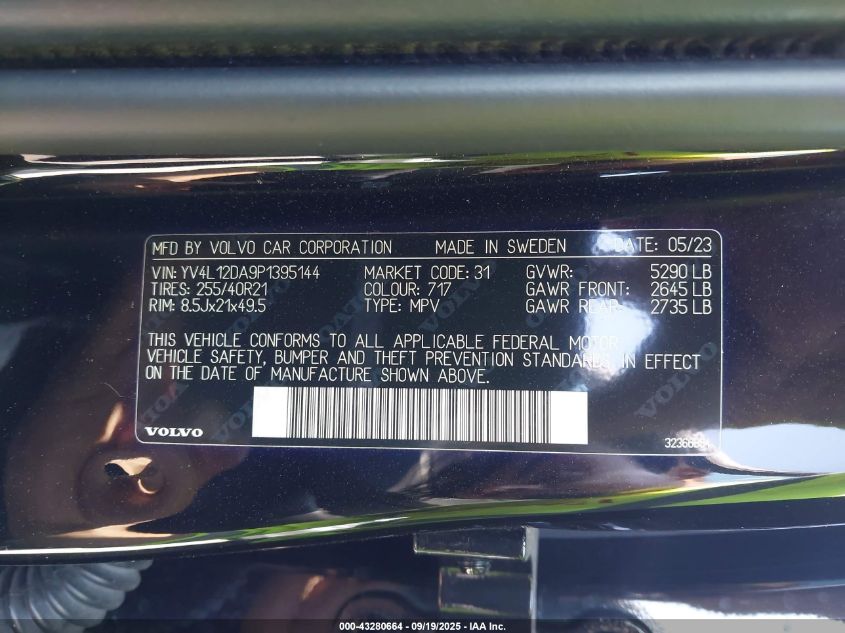 MFD BY VOLVO CAR CORPORATION MADE IN SWEDEN DATE: 05/23
VIN: YV4L12DA9P1395144 MARKET CODE: 31 GVWR: 5290 LB
TIRES: 255/40R21 COLOUR: 717 GAWR FRONT: 2645 LB
RIM: 8.5Jx21x49.5 TYPE: MPV GAWR REAR: 2735 LB
THIS VEHICLE CONFORMS TO ALL APPLICABLE FEDERAL MOTOR
VEHICLE SAFETY, BUMPER AND THEFT PREVENTION STANDARDS IN EFFECT
ON THE DATE OF MANUFACTURE SHOWN ABOVE.
VOLVO
000-43280664 - 09/19/2025 - IAA Inc.